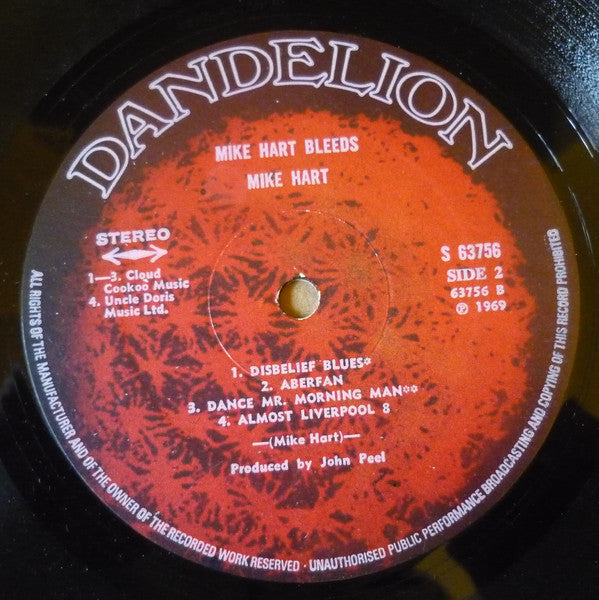 DANDELION
MIKE HART BLEEDS
MIKE HART
STEREO
1—3. Cloud
Cookoo Music
4. Uncle Doris
Music Ltd.
S 63756
SIDE 2
63756 B
℗ 1969
1. DISBELIEF BLUES*
2. ABERFAN
3. DANCE MR. MORNING MAN**
4. ALMOST LIVERPOOL 8
—(Mike Hart)—
Produced by John Peel
ALL RIGHTS OF THE MANUFACTURER AND OF THE OWNER OF THE RECORDED WORK RESERVED · UNAUTHORISED PUBLIC PERFORMANCE BROADCASTING AND COPYING OF THIS RECORD PROHIBITED